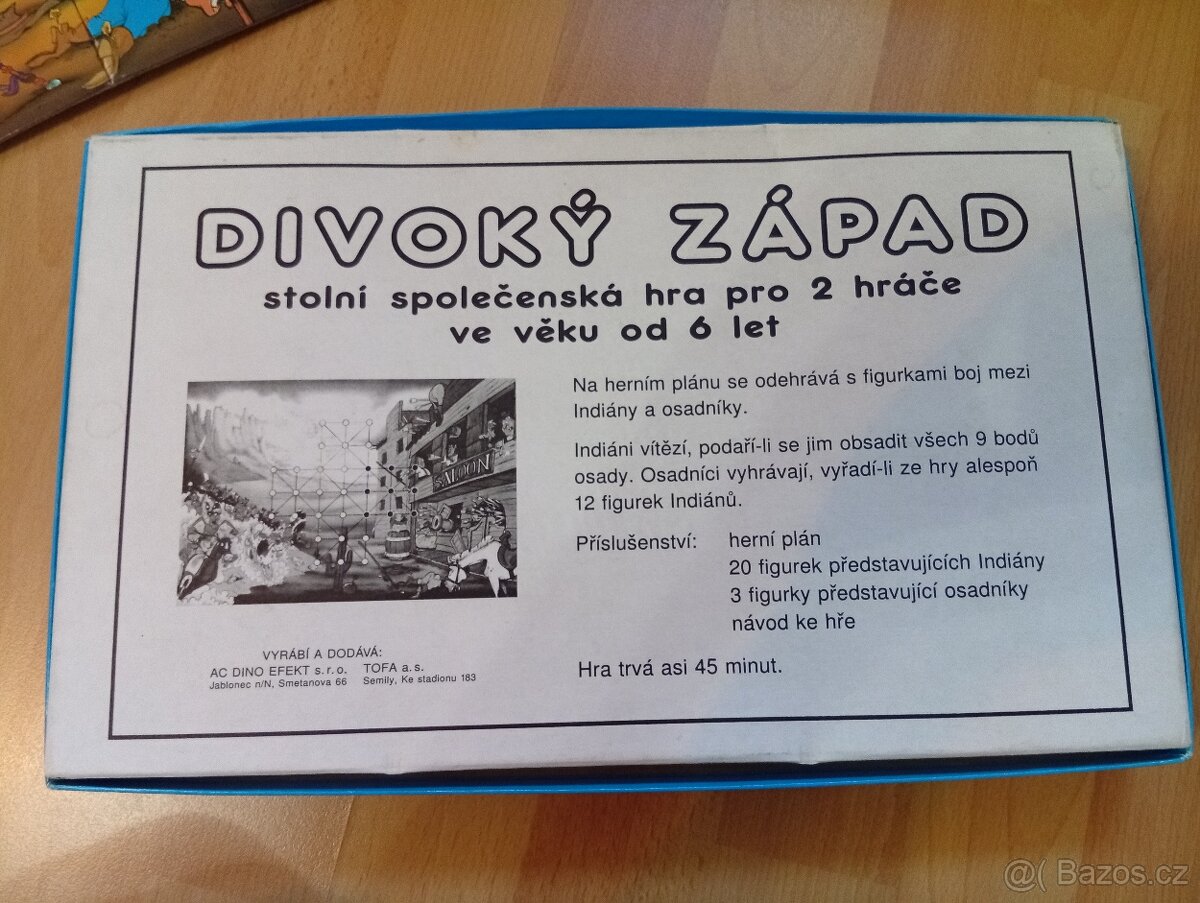 DIVOKÝ ZÁPAD
stolní společenská hra pro 2 hráče
ve věku od 6 let
SALOON
Na herním plánu se odehrává s figurkami boj mezi
Indiány a osadníky.
Indiáni vítězí, podaří-li se jim obsadit všech 9 bodů
osady. Osadníci vyhrávají, vyřadí-li ze hry alespoň
12 figurek Indiánů.
Příslušenství: herní plán
20 figurek představujících Indiány
3 figurky představující osadníky
návod ke hře
Hra trvá asi 45 minut.
VYRÁBÍ A DODÁVÁ:
AC DINO EFEKT s.r.o. TOFA a.s.
Jablonec n/N, Smetanova 66 Semily, Ke stadionu 183
@( Bazos.cz